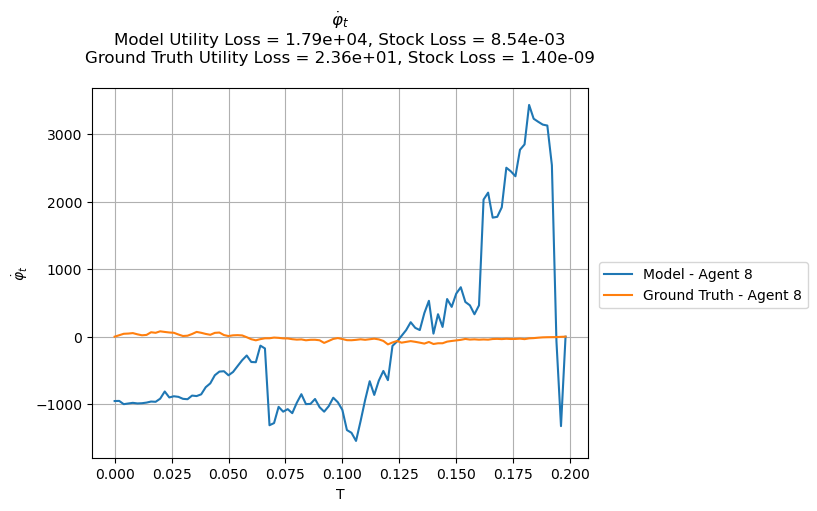 φ̇_t
Model Utility Loss = 1.79e+04, Stock Loss = 8.54e-03
Ground Truth Utility Loss = 2.36e+01, Stock Loss = 1.40e-09
φ̇_t
3000
2000
1000
0
−1000
0.000 0.025 0.050 0.075 0.100 0.125 0.150 0.175 0.200
T
Model - Agent 8
Ground Truth - Agent 8